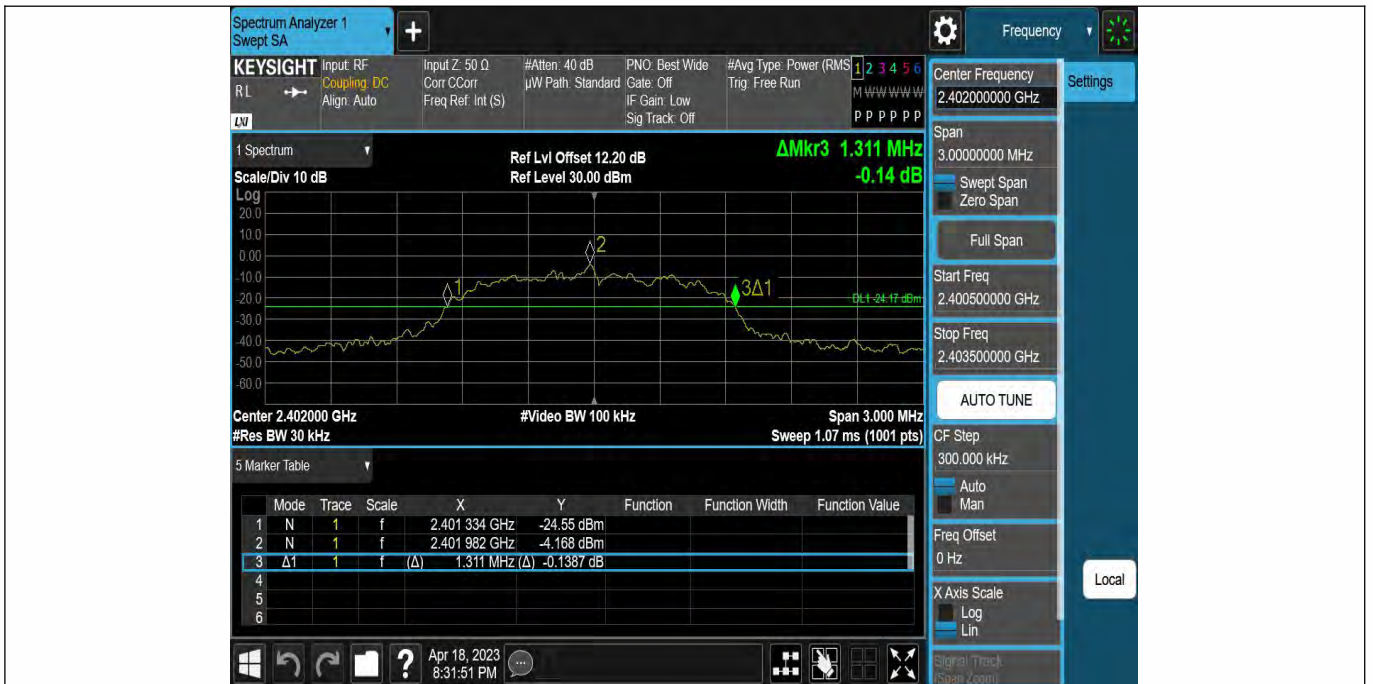 Spectrum Analyzer 1
Swept SA
+
Frequency
KEYSIGHT
RL
LXI
Input: RF
Coupling: DC
Align: Auto
Input Z: 50 Ω
Corr CCorr
Freq Ref: Int (S)
#Atten: 40 dB
µW Path: Standard
PNO: Best Wide
Gate: Off
IF Gain: Low
Sig Track: Off
#Avg Type: Power (RMS
Trig: Free Run
1 2 3 4 5 6
M W W W W W
P P P P P P
1 Spectrum
Scale/Div 10 dB
Ref Lvl Offset 12.20 dB
Ref Level 30.00 dBm
ΔMkr3 1.311 MHz
-0.14 dB
Log
20.0
10.0
0.00
-10.0
-20.0
-30.0
-40.0
-50.0
-60.0
1
2
3Δ1
DL1 -24.17 dBm
Center 2.402000 GHz
#Video BW 100 kHz
Span 3.000 MHz
#Res BW 30 kHz
Sweep 1.07 ms (1001 pts)
5 Marker Table
Mode Trace Scale X Y Function Function Width Function Value
1 N 1 f 2.401 334 GHz -24.55 dBm
2 N 1 f 2.401 982 GHz -4.168 dBm
3 Δ1 1 f (Δ) 1.311 MHz (Δ) -0.1387 dB
4
5
6
?
Apr 18, 2023
8:31:51 PM
Center Frequency
2.402000000 GHz
Span
3.00000000 MHz
Swept Span
Zero Span
Full Span
Start Freq
2.400500000 GHz
Stop Freq
2.403500000 GHz
AUTO TUNE
CF Step
300.000 kHz
Auto
Man
Freq Offset
0 Hz
X Axis Scale
Log
Lin
Signal Track
(Span Zoom)
Settings
Local